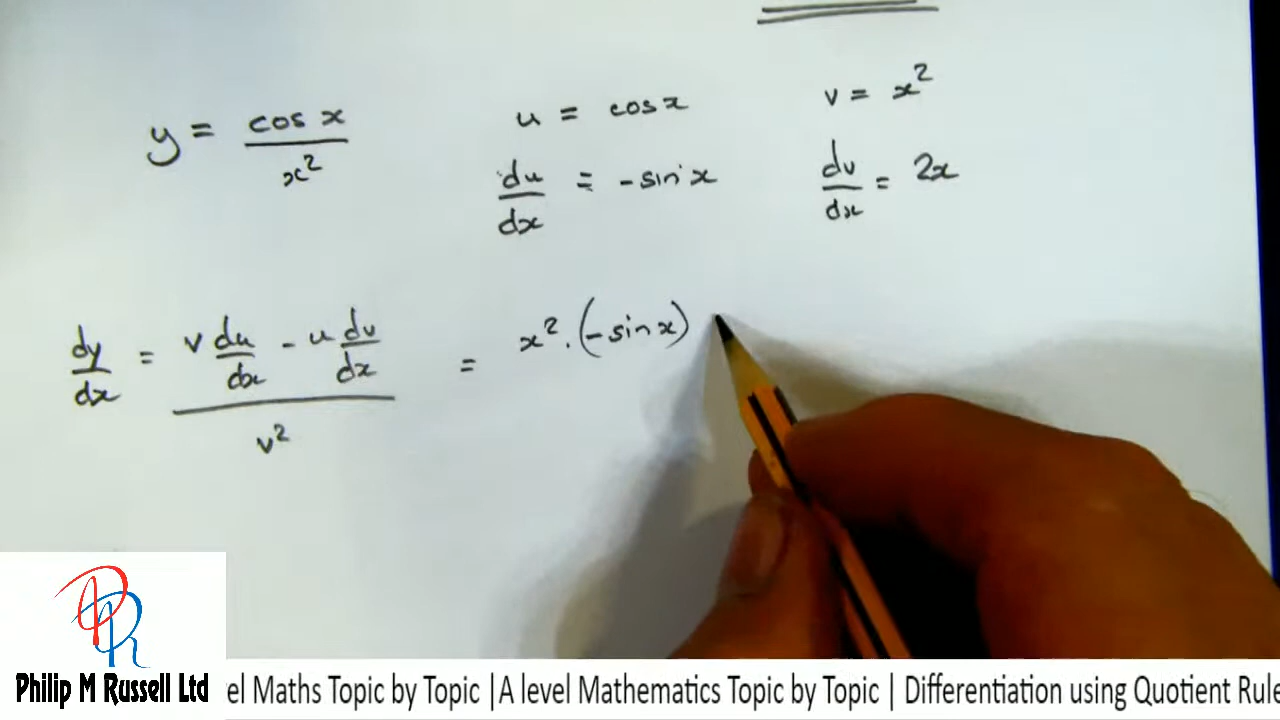 y = cos x / x²
u = cos x
v = x²
du/dx = -sin x
dv/dx = 2x
dy/dx = (v du/dx - u dv/dx) / v² = x² . (-sin x)
PR
Philip M Russell Ltd
el Maths Topic by Topic |A level Mathematics Topic by Topic | Differentiation using Quotient Rule